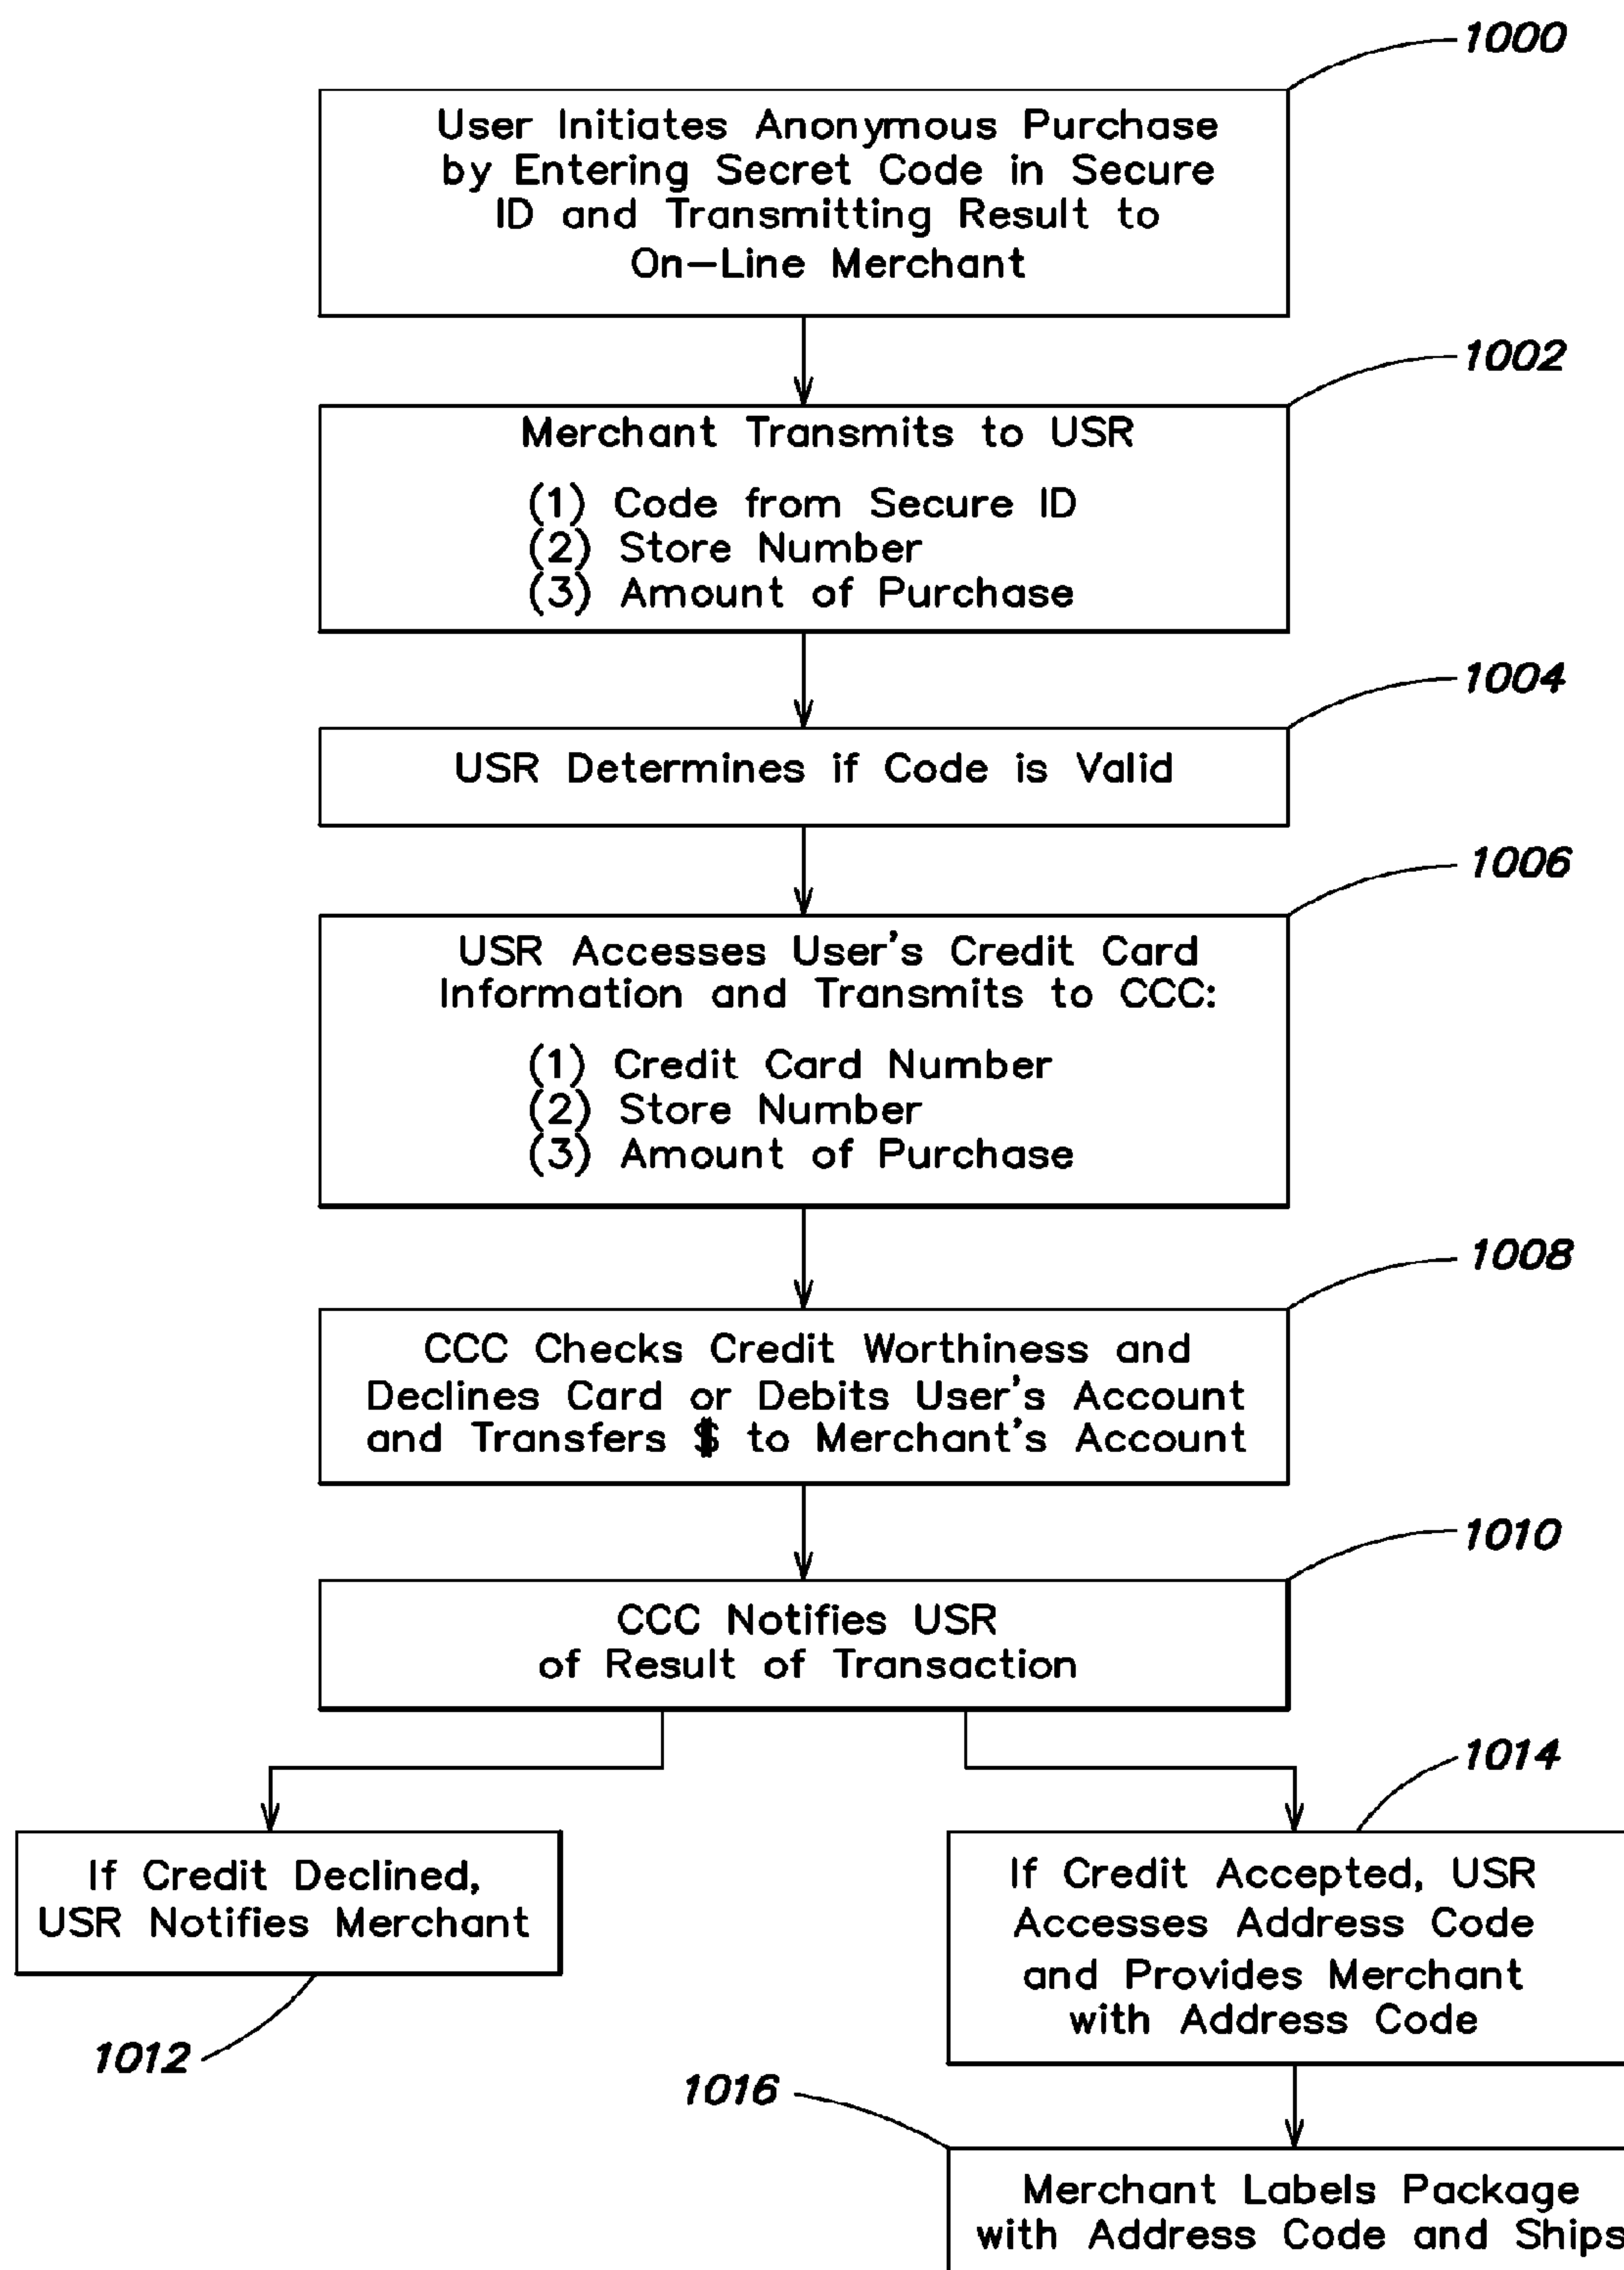 1000
User Initiates Anonymous Purchase
by Entering Secret Code in Secure
ID and Transmitting Result to
On-Line Merchant
1002
Merchant Transmits to USR
(1) Code from Secure ID
(2) Store Number
(3) Amount of Purchase
1004
USR Determines if Code is Valid
1006
USR Accesses User's Credit Card
Information and Transmits to CCC:
(1) Credit Card Number
(2) Store Number
(3) Amount of Purchase
1008
CCC Checks Credit Worthiness and
Declines Card or Debits User's Account
and Transfers $ to Merchant's Account
1010
CCC Notifies USR
of Result of Transaction
If Credit Declined,
USR Notifies Merchant
1012
1014
If Credit Accepted, USR
Accesses Address Code
and Provides Merchant
with Address Code
1016
Merchant Labels Package
with Address Code and Ships